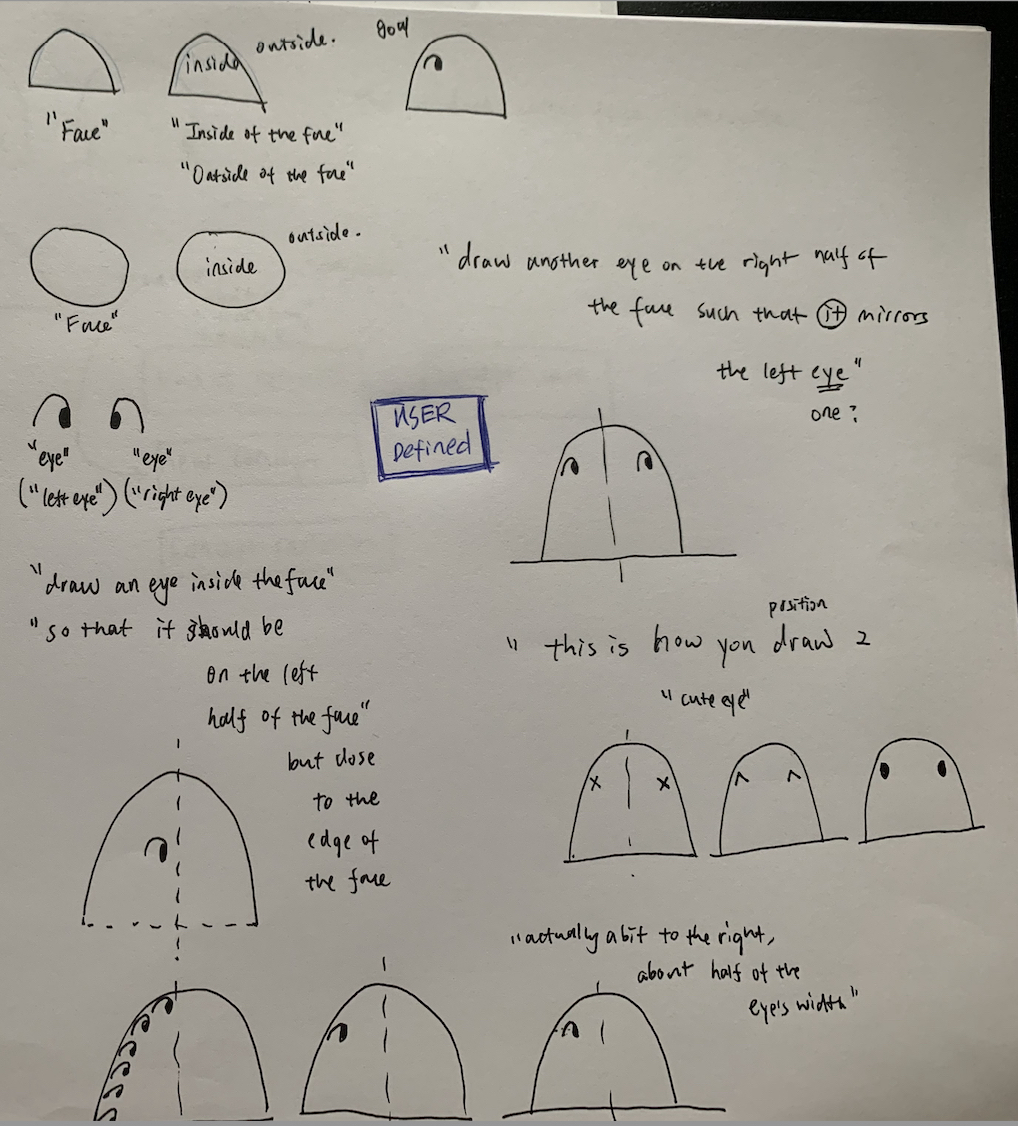 "Face"
inside
outside.
"Inside of the face"
"Outside of the face"
goal
"Face"
inside
outside.
"draw another eye on the right half of
the face such that it mirrors
the left eye"
one?
"eye" "eye"
("left eye") ("right eye")
USER
Defined
"draw an eye inside the face"
"so that it should be
on the left
half of the face"
but close
to the
edge of
the face
position
" this is how you draw 2
"cute eye"
"actually a bit to the right,
about half of the
eye's width"